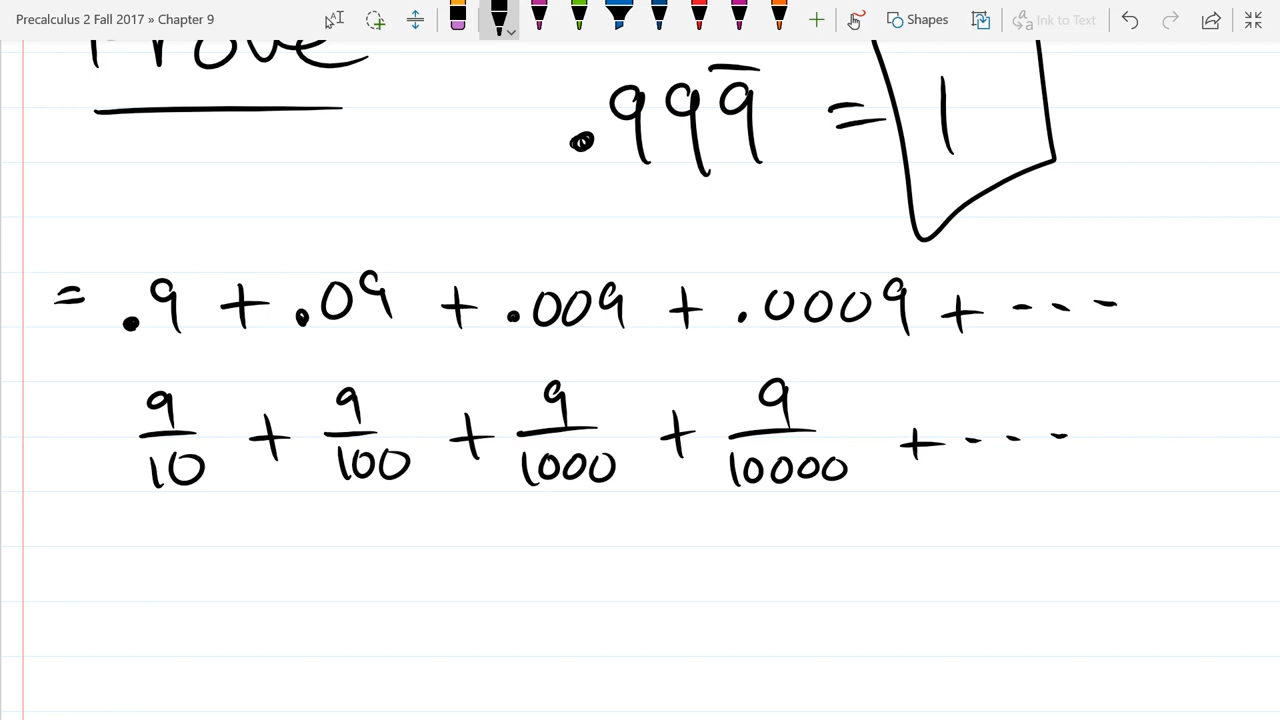 Precalculus 2 Fall 2017 » Chapter 9
Shapes
Ink to Text
Prove
.999̅ = 1
= .9 + .09 + .009 + .0009 + ---
9/10 + 9/100 + 9/1000 + 9/10000 + ---